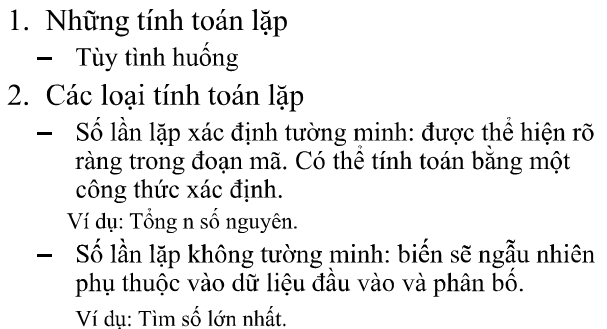 1. Những tính toán lặp
– Tùy tình huống
2. Các loại tính toán lặp
– Số lần lặp xác định tường minh: được thể hiện rõ
ràng trong đoạn mã. Có thể tính toán bằng một
công thức xác định.
Ví dụ: Tổng n số nguyên.
– Số lần lặp không tường minh: biến sẽ ngẫu nhiên
phụ thuộc vào dữ liệu đầu vào và phân bố.
Ví dụ: Tìm số lớn nhất.